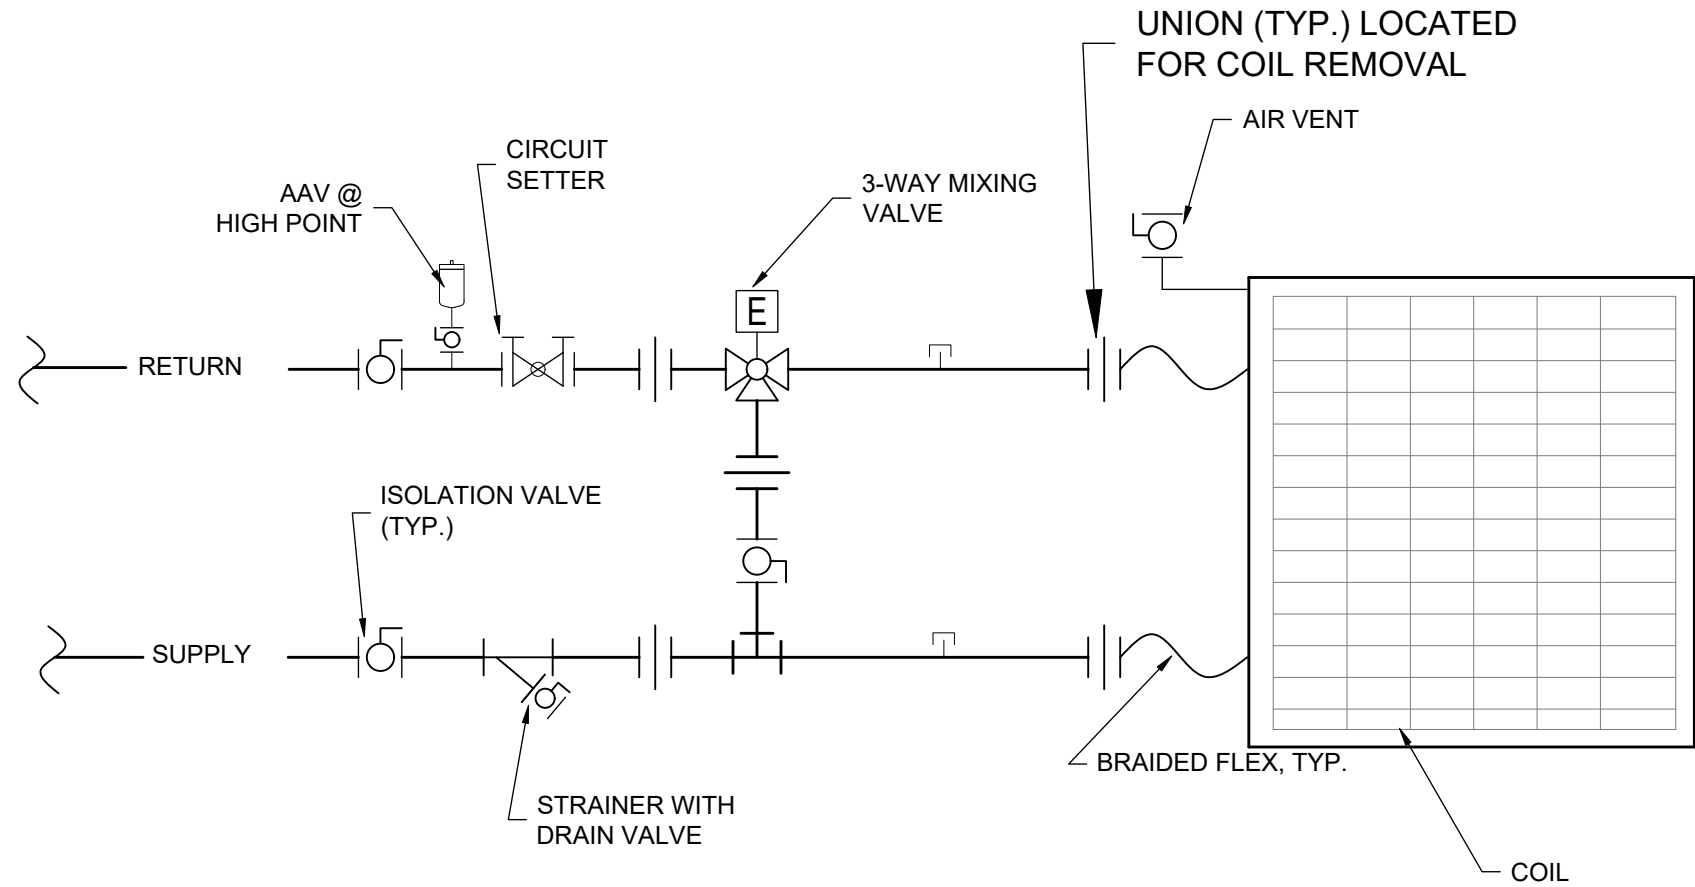 UNION (TYP.) LOCATED
FOR COIL REMOVAL
AIR VENT
CIRCUIT
SETTER
3-WAY MIXING
VALVE
AAV @
HIGH POINT
E
RETURN
ISOLATION VALVE
(TYP.)
SUPPLY
BRAIDED FLEX, TYP.
STRAINER WITH
DRAIN VALVE
COIL